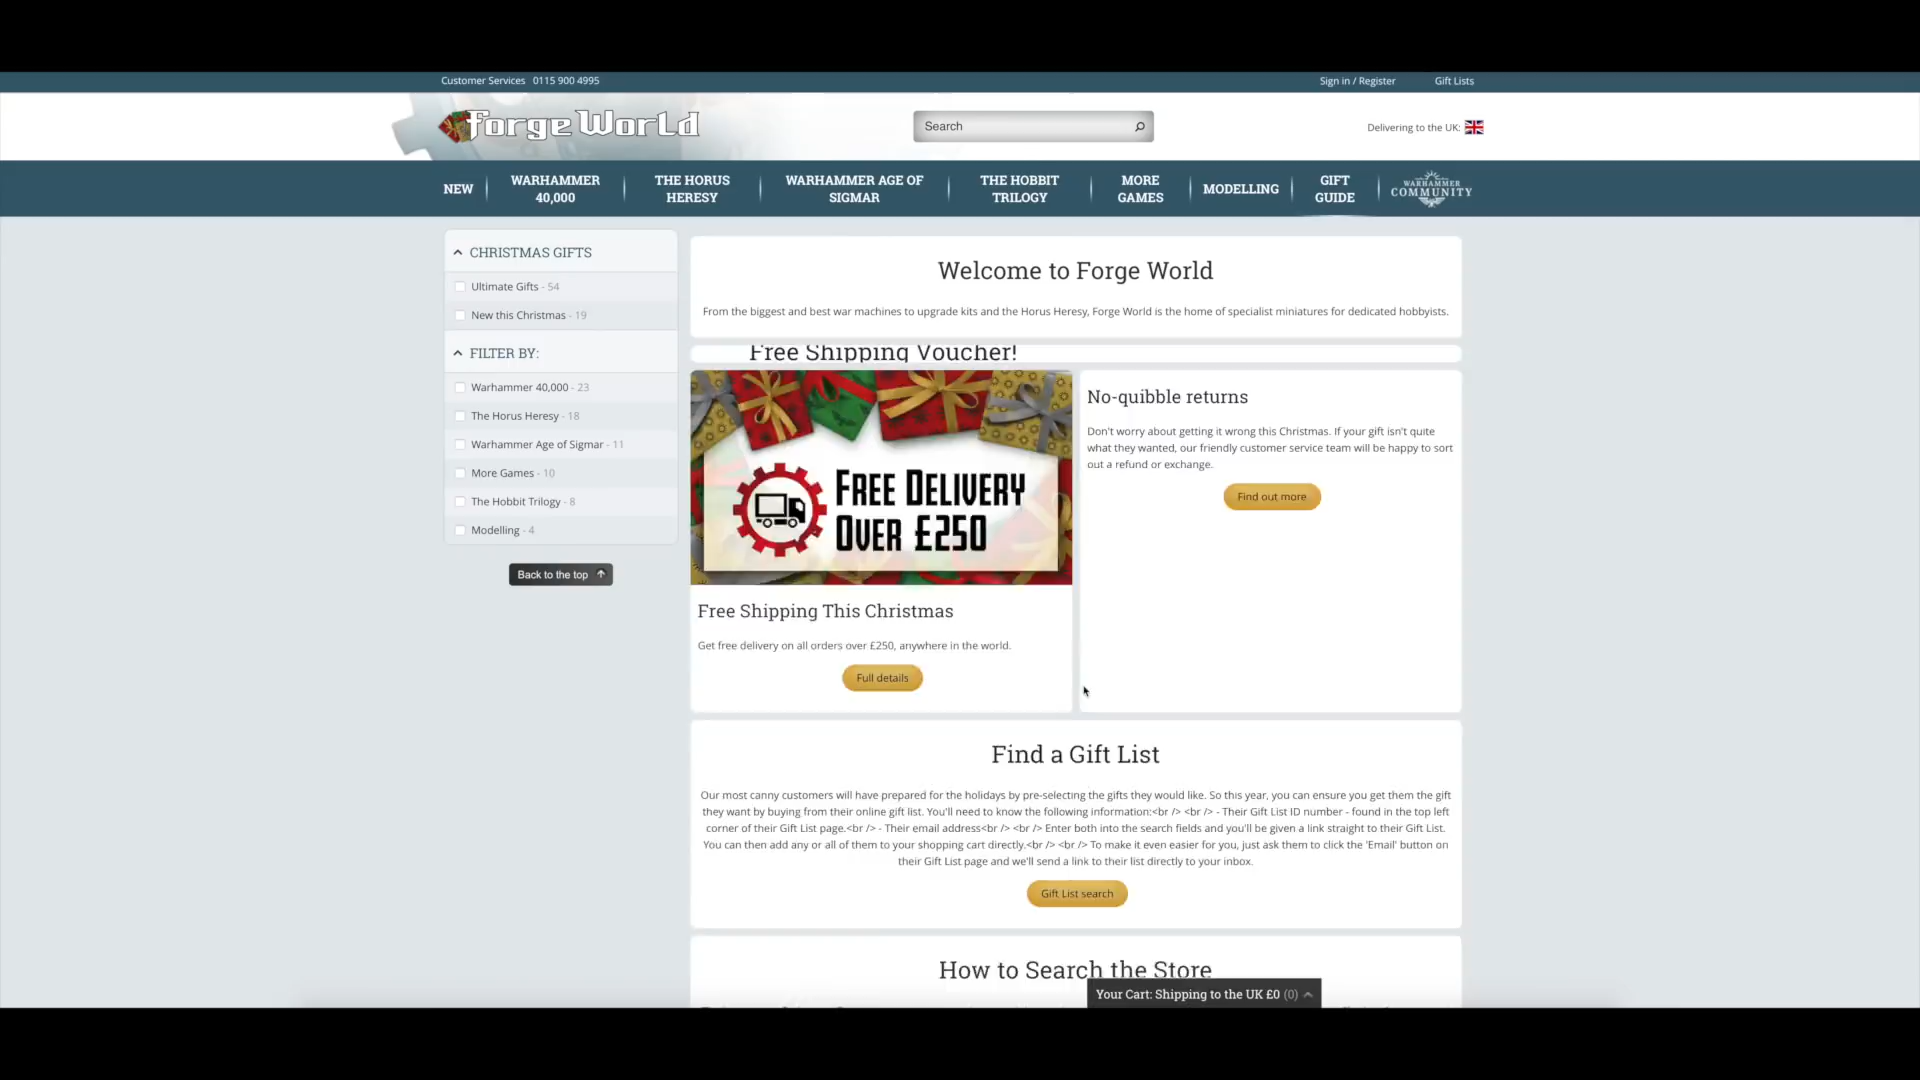 Customer Services 0115 900 4995
Sign in / Register
Gift Lists
Forge World
Search
Delivering to the UK:
NEW
WARHAMMER
40,000
THE HORUS
HERESY
WARHAMMER AGE OF
SIGMAR
THE HOBBIT
TRILOGY
MORE
GAMES
MODELLING
GIFT
GUIDE
WARHAMMER
COMMUNITY
CHRISTMAS GIFTS
Ultimate Gifts - 54
New this Christmas - 19
FILTER BY:
Warhammer 40,000 - 23
The Horus Heresy - 18
Warhammer Age of Sigmar - 11
More Games - 10
The Hobbit Trilogy - 8
Modelling - 4
Back to the top
Welcome to Forge World
From the biggest and best war machines to upgrade kits and the Horus Heresy, Forge World is the home of specialist miniatures for dedicated hobbyists.
Free Shipping Voucher!
FREE DELIVERY
OVER £250
Free Shipping This Christmas
Get free delivery on all orders over £250, anywhere in the world.
Full details
No-quibble returns
Don't worry about getting it wrong this Christmas. If your gift isn't quite
what they wanted, our friendly customer service team will be happy to sort
out a refund or exchange.
Find out more
Find a Gift List
Our most canny customers will have prepared for the holidays by pre-selecting the gifts they would like. So this year, you can ensure you get them the gift
they want by buying from their online gift list. You'll need to know the following information:<br /> <br /> - Their Gift List ID number - found in the top left
corner of their Gift List page.<br /> - Their email address<br /> <br /> Enter both into the search fields and you'll be given a link straight to their Gift List.
You can then add any or all of them to your shopping cart directly.<br /> <br /> To make it even easier for you, just ask them to click the 'Email' button on
their Gift List page and we'll send a link to their list directly to your inbox.
Gift List search
How to Search the Store
Your Cart: Shipping to the UK £0 (0)